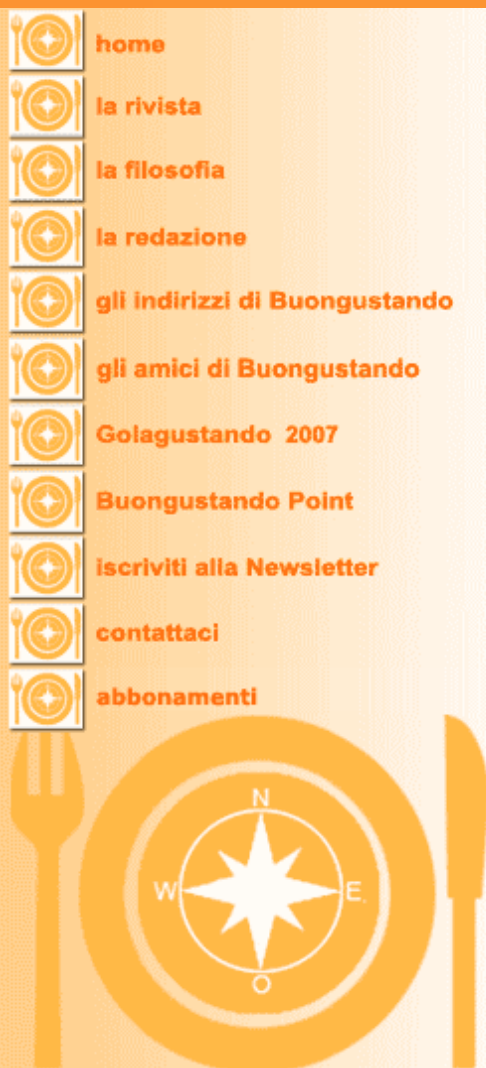 home
la rivista
la filosofia
la redazione
gli indirizzi di Buongustando
gli amici di Buongustando
Golagustando 2007
Buongustando Point
iscriviti alla Newsletter
contattaci
abbonamenti
N
W E.
O